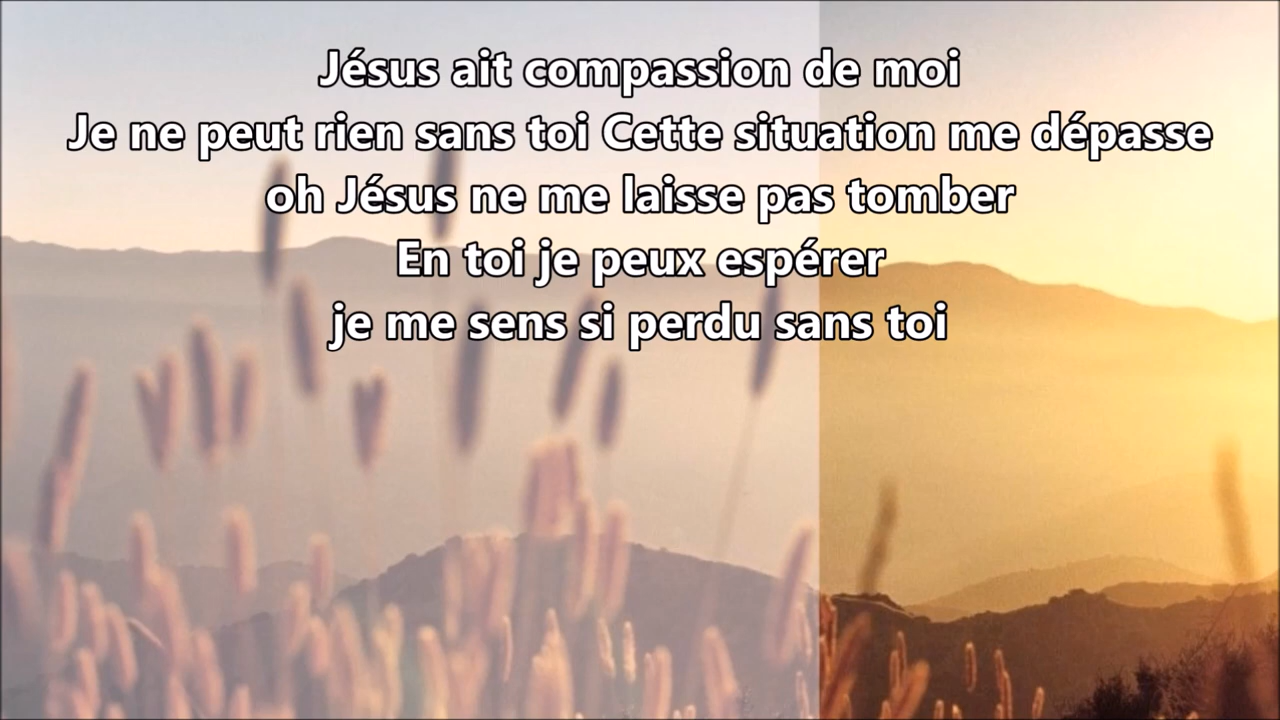 Jésus ait compassion de moi
Je ne peut rien sans toi Cette situation me dépasse
oh Jésus ne me laisse pas tomber
En toi je peux espérer
je me sens si perdu sans toi